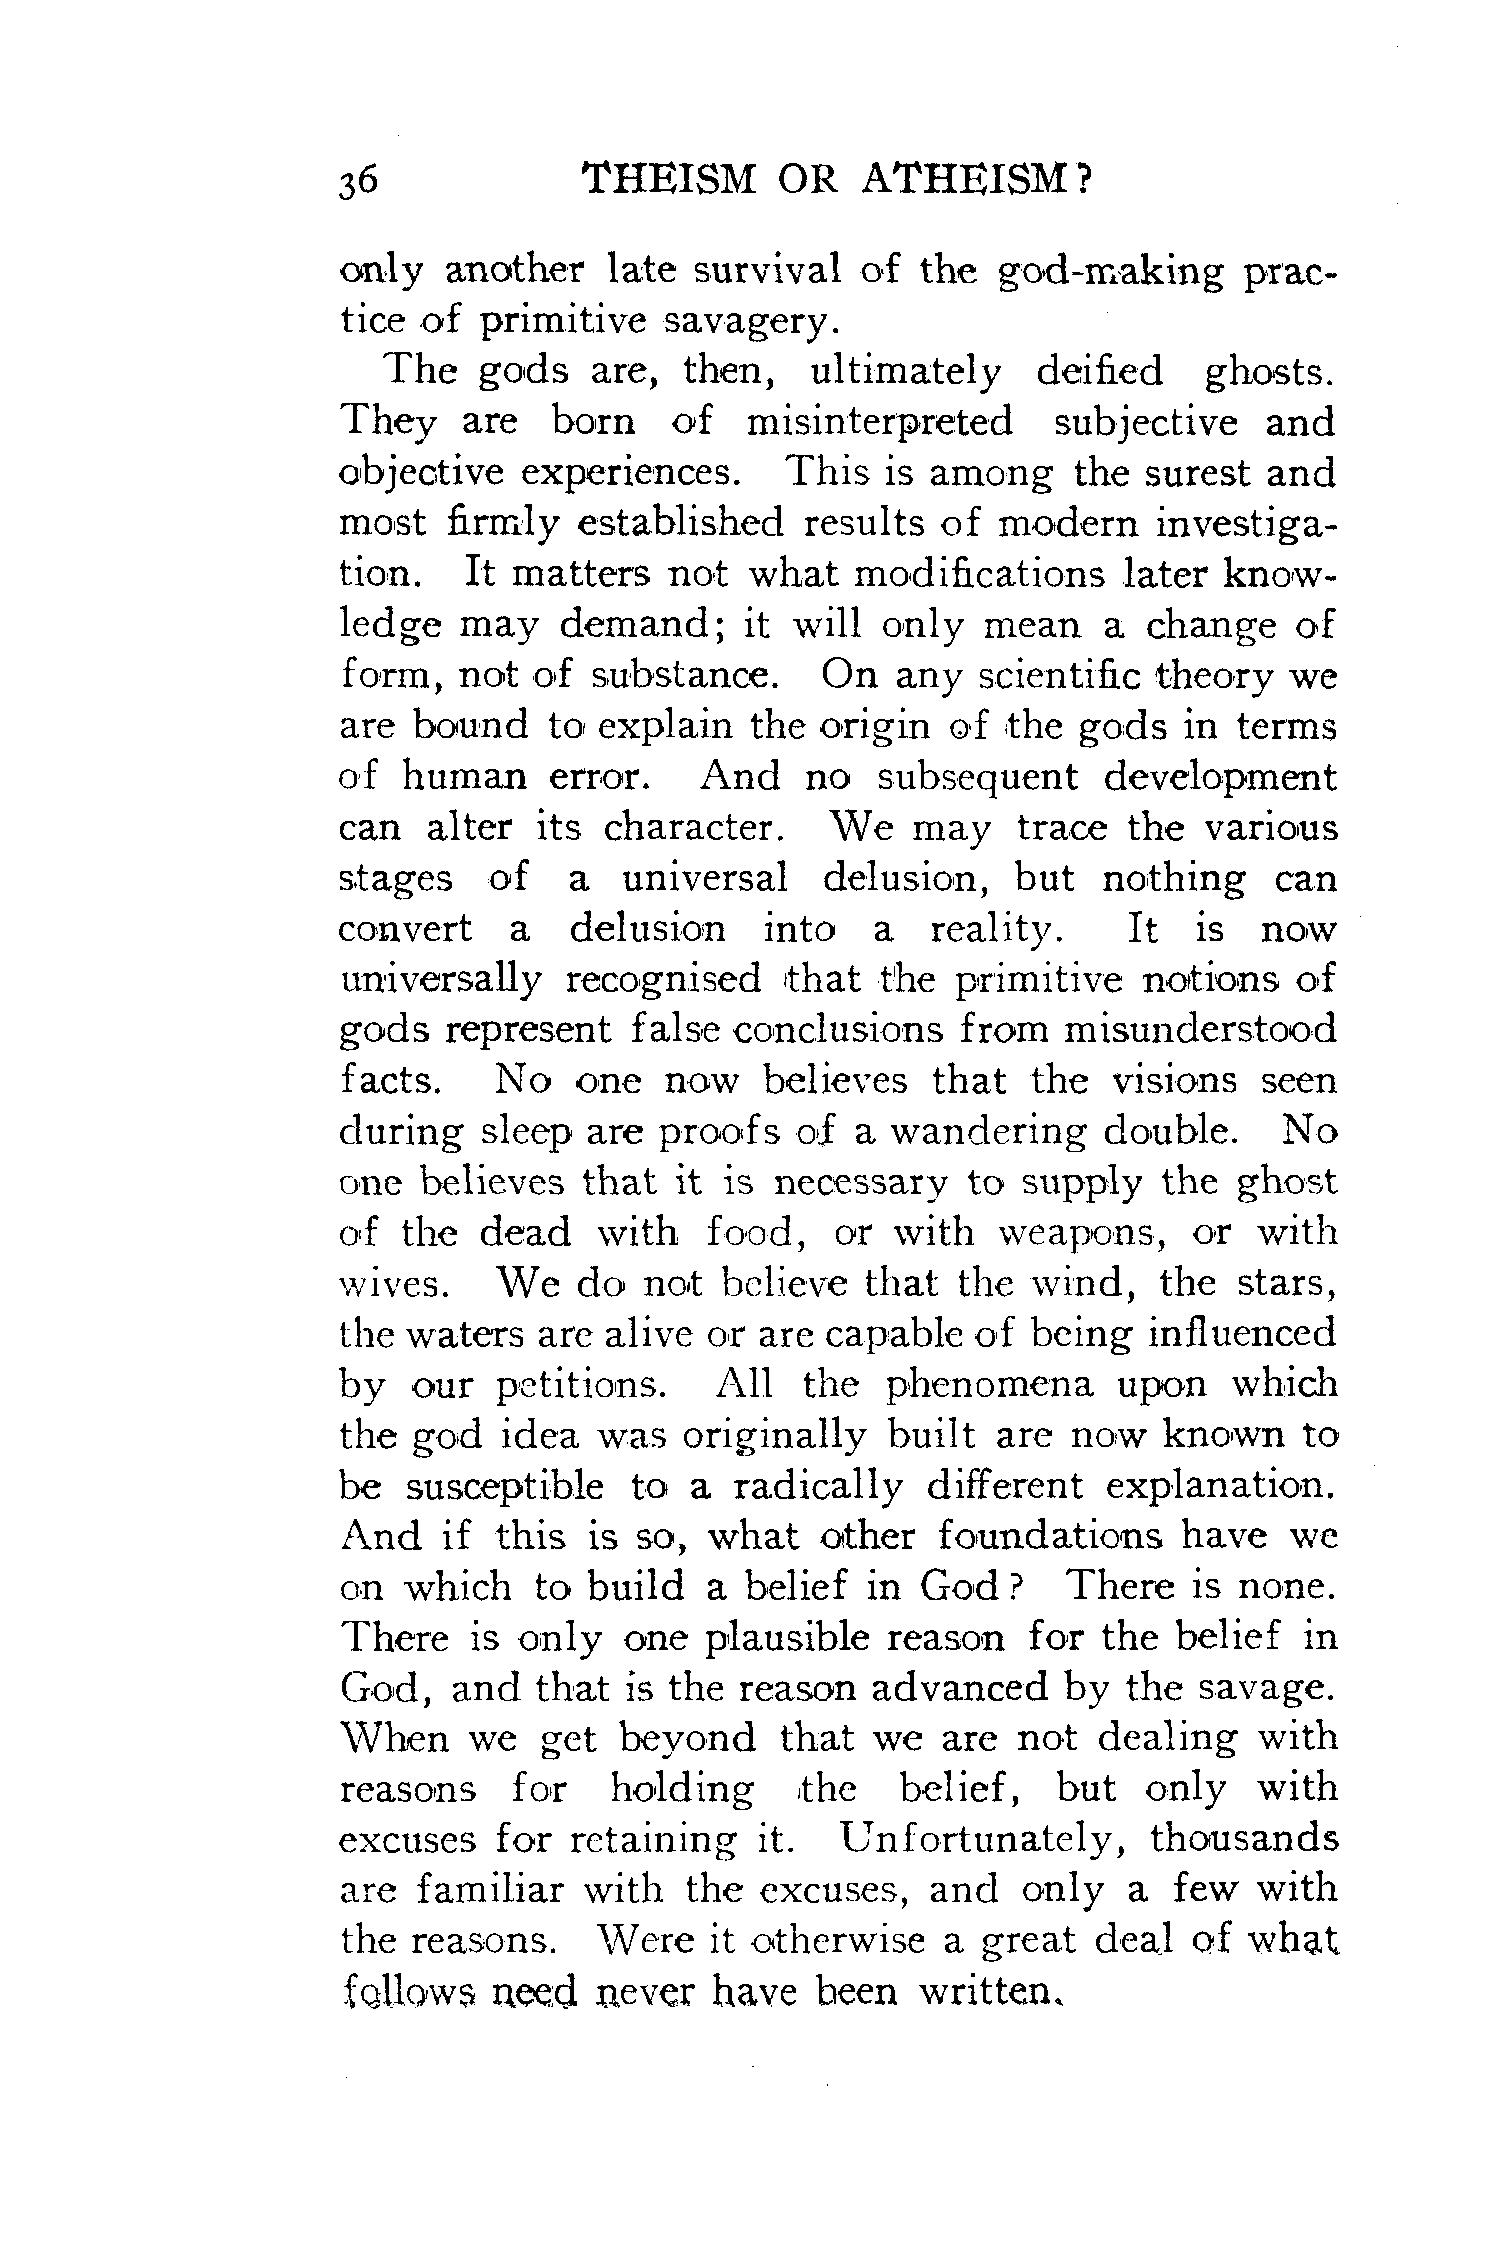 36 THEISM OR ATHEISM?
only another late survival of the god-making prac-
tice of primitive savagery.
The gods are, then, ultimately deified ghosts.
They are born of misinterpreted subjective and
objective experiences. This is among the surest and
most firmly established results of modern investiga-
tion. It matters not what modifications later know-
ledge may demand; it will only mean a change of
form, not of substance. On any scientific theory we
are bound to explain the origin of the gods in terms
of human error. And no subsequent development
can alter its character. We may trace the various
stages of a universal delusion, but nothing can
convert a delusion into a reality. It is now
universally recognised that the primitive notions of
gods represent false conclusions from misunderstood
facts. No one now believes that the visions seen
during sleep are proofs of a wandering double. No
one believes that it is necessary to supply the ghost
of the dead with food, or with weapons, or with
wives. We do not believe that the wind, the stars,
the waters are alive or are capable of being influenced
by our petitions. All the phenomena upon which
the god idea was originally built are now known to
be susceptible to a radically different explanation.
And if this is so, what other foundations have we
on which to build a belief in God? There is none.
There is only one plausible reason for the belief in
God, and that is the reason advanced by the savage.
When we get beyond that we are not dealing with
reasons for holding the belief, but only with
excuses for retaining it. Unfortunately, thousands
are familiar with the excuses, and only a few with
the reasons. Were it otherwise a great deal of what
follows need never have been written.